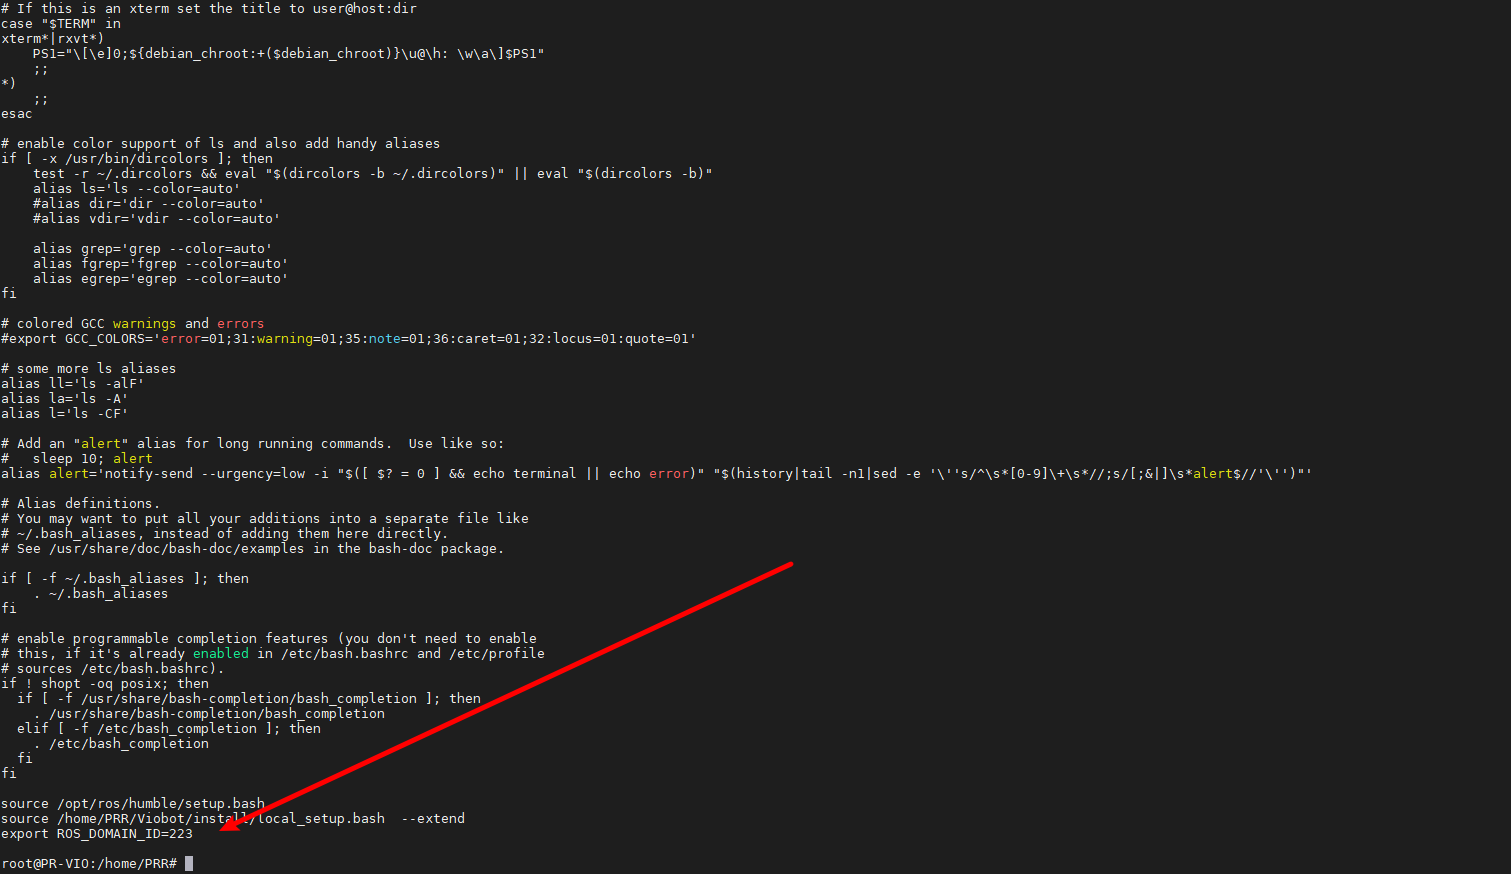 # If this is an xterm set the title to user@host:dir
case "$TERM" in
xterm*|rxvt*)
    PS1="\[\e]0;${debian_chroot:+($debian_chroot)}\u@\h: \w\a\]$PS1"
    ;;
*)
    ;;
esac

# enable color support of ls and also add handy aliases
if [ -x /usr/bin/dircolors ]; then
    test -r ~/.dircolors && eval "$(dircolors -b ~/.dircolors)" || eval "$(dircolors -b)"
    alias ls='ls --color=auto'
    #alias dir='dir --color=auto'
    #alias vdir='vdir --color=auto'

    alias grep='grep --color=auto'
    alias fgrep='fgrep --color=auto'
    alias egrep='egrep --color=auto'
fi

# colored GCC warnings and errors
#export GCC_COLORS='error=01;31:warning=01;35:note=01;36:caret=01;32:locus=01:quote=01'

# some more ls aliases
alias ll='ls -alF'
alias la='ls -A'
alias l='ls -CF'

# Add an "alert" alias for long running commands.  Use like so:
#   sleep 10; alert
alias alert='notify-send --urgency=low -i "$([ $? = 0 ] && echo terminal || echo error)" "$(history|tail -n1|sed -e '\''s/^\s*[0-9]\+\s*//;s/[;&|]\s*alert$//'\'')"'

# Alias definitions.
# You may want to put all your additions into a separate file like
# ~/.bash_aliases, instead of adding them here directly.
# See /usr/share/doc/bash-doc/examples in the bash-doc package.

if [ -f ~/.bash_aliases ]; then
    . ~/.bash_aliases
fi

# enable programmable completion features (you don't need to enable
# this, if it's already enabled in /etc/bash.bashrc and /etc/profile
# sources /etc/bash.bashrc).
if ! shopt -oq posix; then
  if [ -f /usr/share/bash-completion/bash_completion ]; then
    . /usr/share/bash-completion/bash_completion
  elif [ -f /etc/bash_completion ]; then
    . /etc/bash_completion
  fi
fi

source /opt/ros/humble/setup.bash
source /home/PRR/Viobot/install/local_setup.bash  --extend
export ROS_DOMAIN_ID=223

root@PR-VIO:/home/PRR#